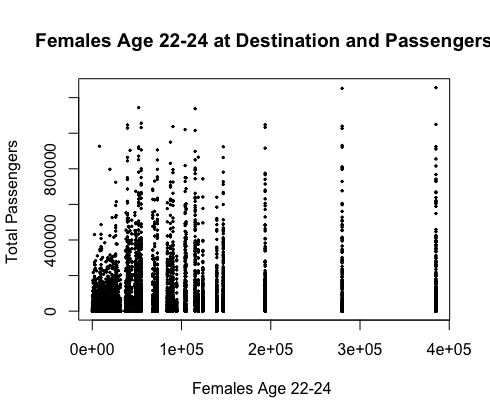 Females Age 22-24 at Destination and Passengers
Total Passengers
800000
400000
0
0e+00 1e+05 2e+05 3e+05 4e+05
Females Age 22-24